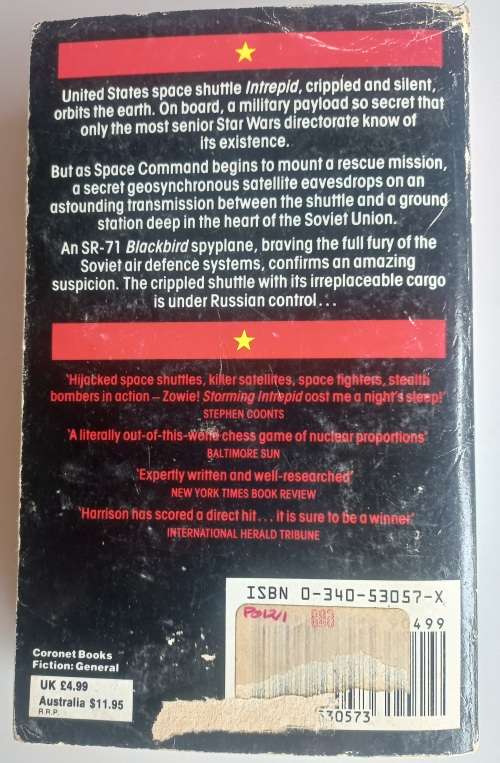 United States space shuttle Intrepid, crippled and silent,
orbits the earth. On board, a military payload so secret that
only the most senior Star Wars directorate know of
its existence.
But as Space Command begins to mount a rescue mission,
a secret geosynchronous satellite eavesdrops on an
astounding transmission between the shuttle and a ground
station deep in the heart of the Soviet Union.
An SR-71 Blackbird spyplane, braving the full fury of the
Soviet air defence systems, confirms an amazing
suspicion. The crippled shuttle with its irreplaceable cargo
is under Russian control...
'Hijacked space shuttles, killer satellites, space fighters, stealth
bombers in action – Zowie! Storming Intrepid cost me a night's sleep!'
STEPHEN COONTS
'A literally out-of-this-world chess game of nuclear proportions'
BALTIMORE SUN
'Expertly written and well-researched'
NEW YORK TIMES BOOK REVIEW
'Harrison has scored a direct hit... it is sure to be a winner'
INTERNATIONAL HERALD TRIBUNE
ISBN 0-340-53057-X
499
530573
Coronet Books
Fiction: General
UK £4.99
Australia $11.95
R.R.P.